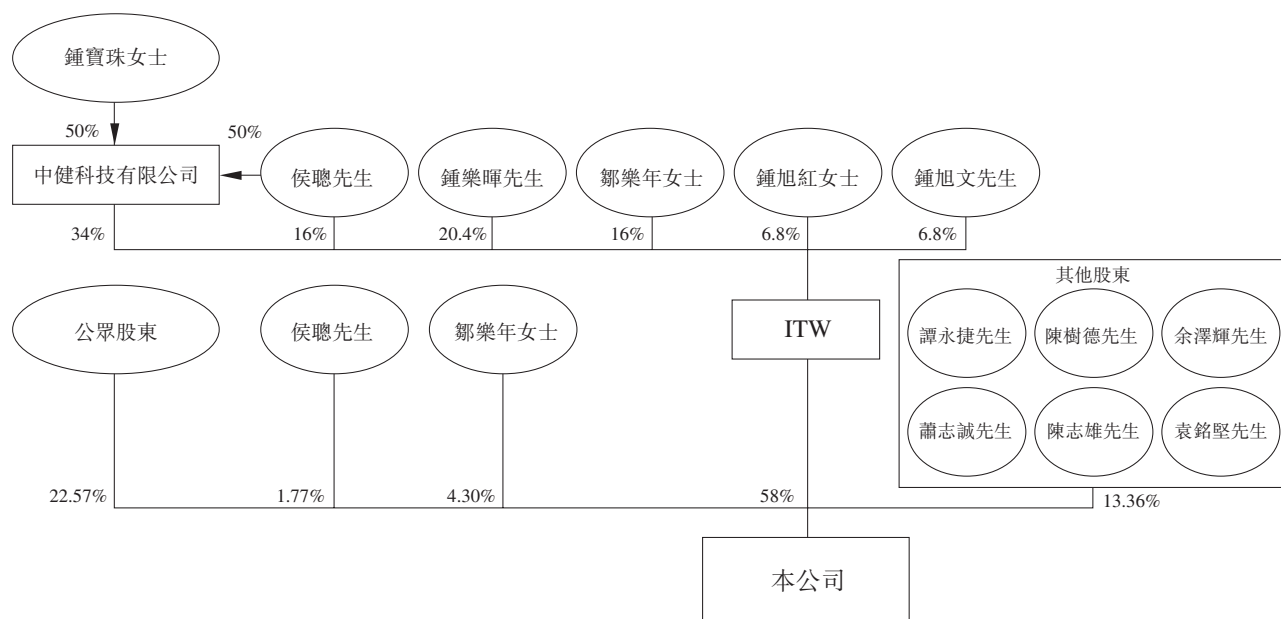 鍾寶珠女士
50%
50%
中健科技有限公司
侯聰先生
鍾樂暉先生
鄒樂年女士
鍾旭紅女士
鍾旭文先生
34%
16%
20.4%
16%
6.8%
6.8%
其他股東
公眾股東
侯聰先生
鄒樂年女士
ITW
譚永捷先生
陳樹德先生
余澤輝先生
蕭志誠先生
陳志雄先生
袁銘堅先生
22.57%
1.77%
4.30%
58%
13.36%
本公司